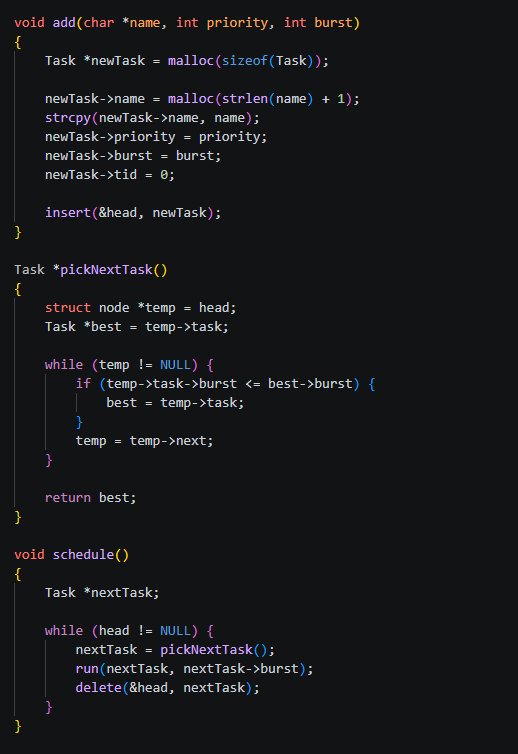 void add(char *name, int priority, int burst)
{
    Task *newTask = malloc(sizeof(Task));

    newTask->name = malloc(strlen(name) + 1);
    strcpy(newTask->name, name);
    newTask->priority = priority;
    newTask->burst = burst;
    newTask->tid = 0;

    insert(&head, newTask);
}

Task *pickNextTask()
{
    struct node *temp = head;
    Task *best = temp->task;

    while (temp != NULL) {
        if (temp->task->burst <= best->burst) {
            best = temp->task;
        }
        temp = temp->next;
    }

    return best;
}

void schedule()
{
    Task *nextTask;

    while (head != NULL) {
        nextTask = pickNextTask();
        run(nextTask, nextTask->burst);
        delete(&head, nextTask);
    }
}